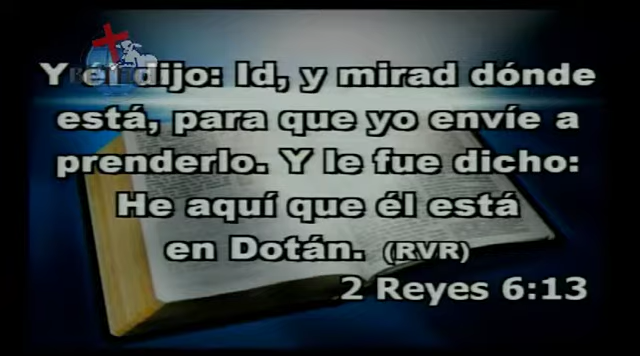 Y él dijo: Id, y mirad dónde
está, para que yo envíe a
prenderlo. Y le fue dicho:
He aquí que él está
en Dotán. (RVR)
2 Reyes 6:13